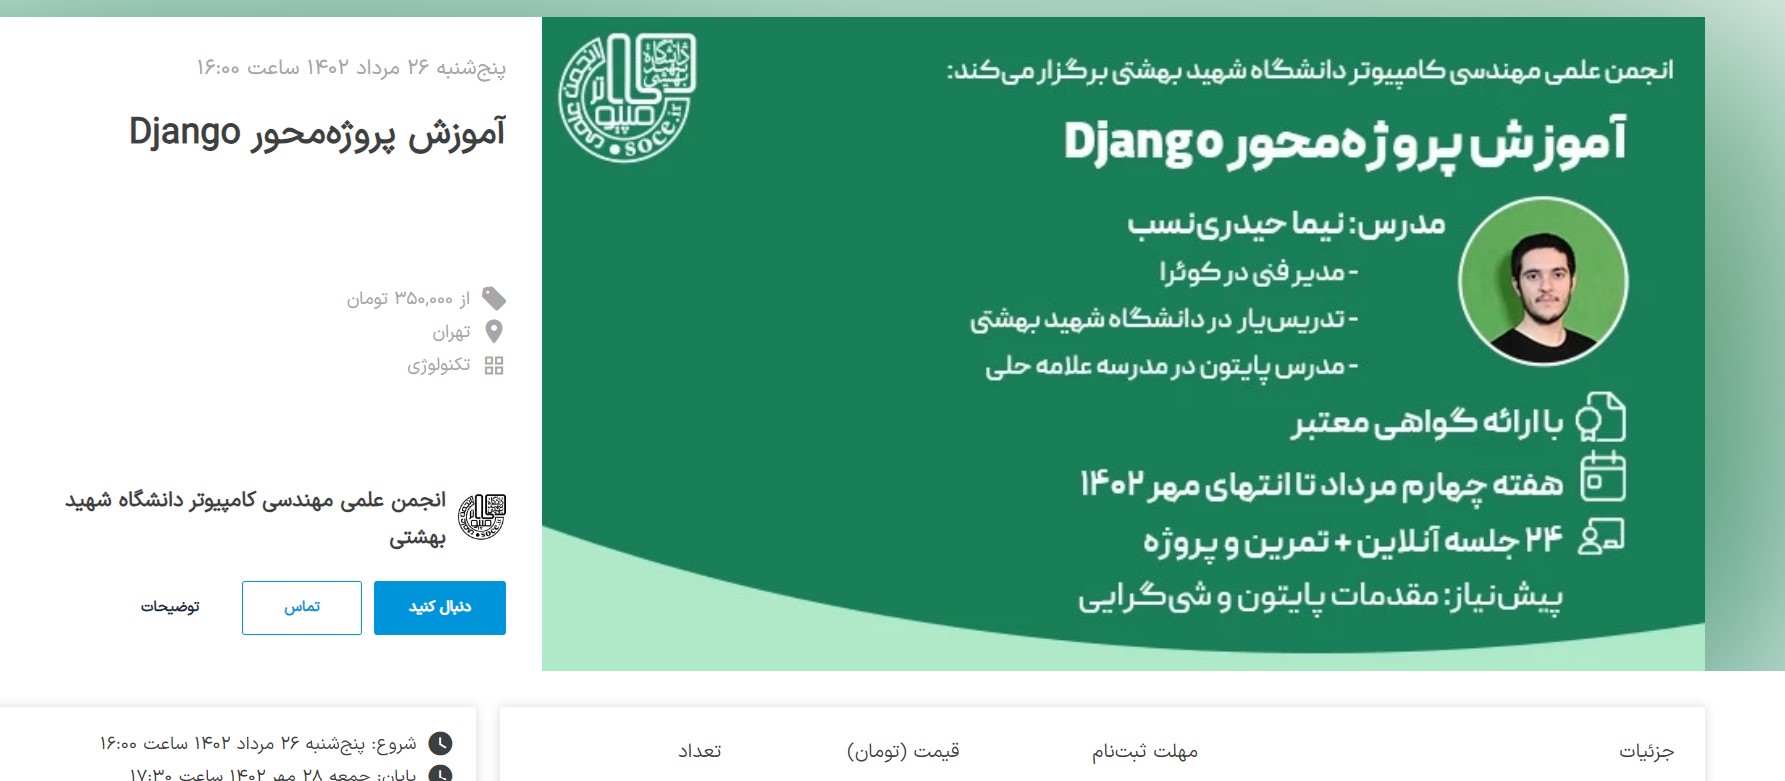 انجمن علمی مهندسی کامپیوتر دانشگاه شهید بهشتی برگزار می‌کند:
آموزش پروژه‌محور Django
مدرس: نیما حیدری‌نسب
- مدیر فنی در کوئرا
- تدریس‌یار در دانشگاه شهید بهشتی
- مدرس پایتون در مدرسه علامه حلی
با ارائه گواهی معتبر
هفته چهارم مرداد تا انتهای مهر ۱۴۰۲
۲۴ جلسه آنلاین + تمرین و پروژه
پیش‌نیاز: مقدمات پایتون و شی‌گرایی
soce.ir
پنج‌شنبه ۲۶ مرداد ۱۴۰۲ ساعت ۱۶:۰۰
آموزش پروژه‌محور Django
از ۳۵۰,۰۰۰ تومان
تهران
تکنولوژی
انجمن علمی مهندسی کامپیوتر دانشگاه شهید
بهشتی
دنبال کنید
تماس
توضیحات
جزئیات
مهلت ثبت‌نام
قیمت (تومان)
تعداد
شروع: پنج‌شنبه ۲۶ مرداد ۱۴۰۲ ساعت ۱۶:۰۰
پایان: جمعه ۲۸ مهر ۱۴۰۲ ساعت ۱۷:۳۰